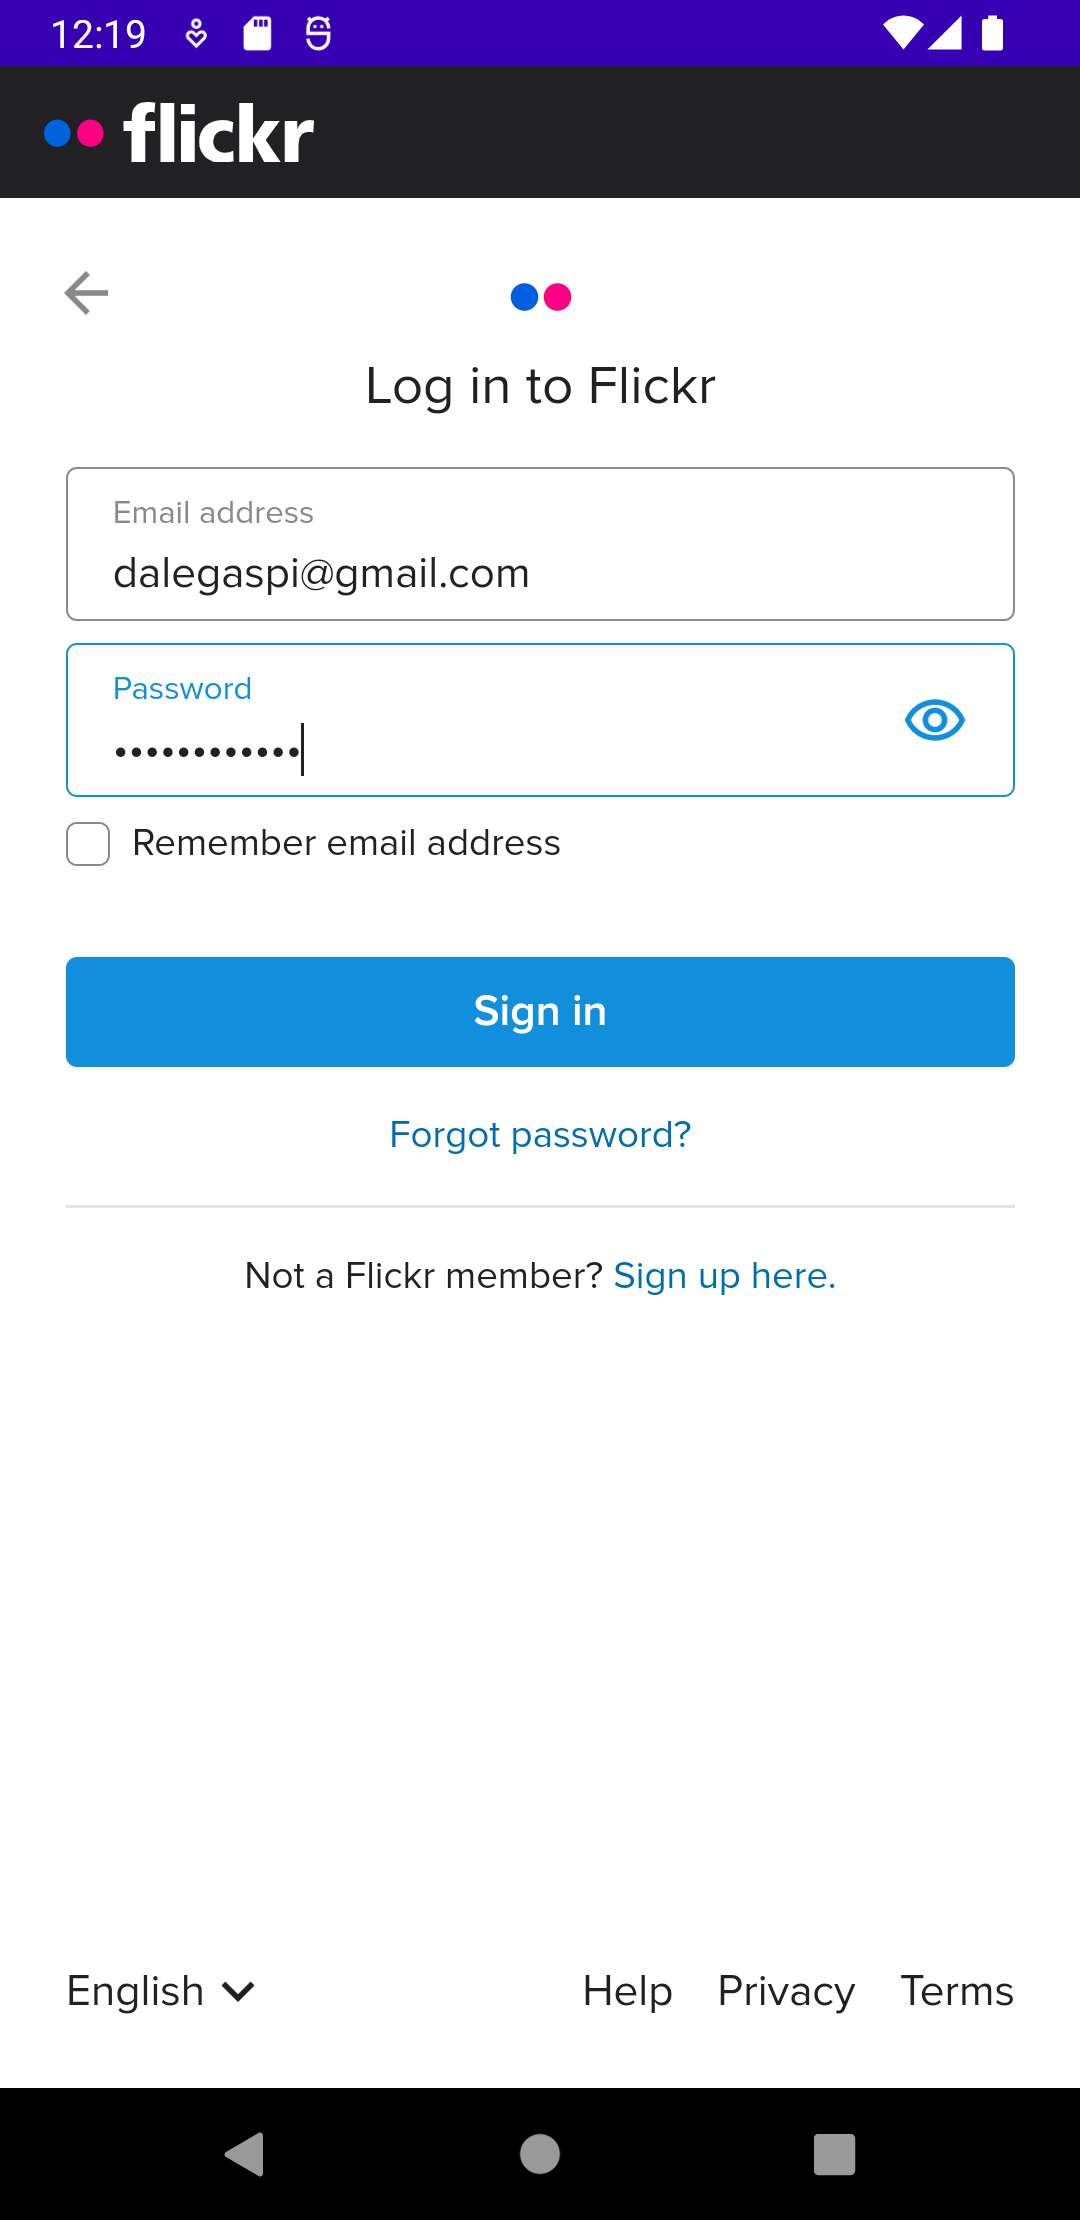 12:19
flickr
Log in to Flickr
Email address
dalegaspi@gmail.com
Password
••••••••••••
Remember email address
Sign in
Forgot password?
Not a Flickr member? Sign up here.
English Help Privacy Terms